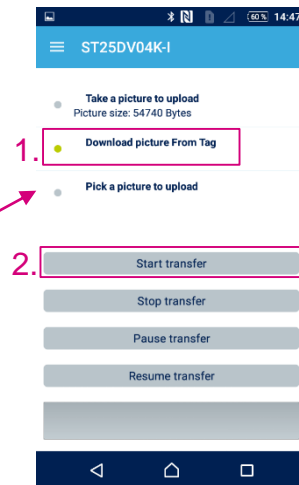 60% 14:47
ST25DV04K-I
Take a picture to upload
Picture size: 54740 Bytes
1. Download picture From Tag
Pick a picture to upload
2. Start transfer
Stop transfer
Pause transfer
Resume transfer